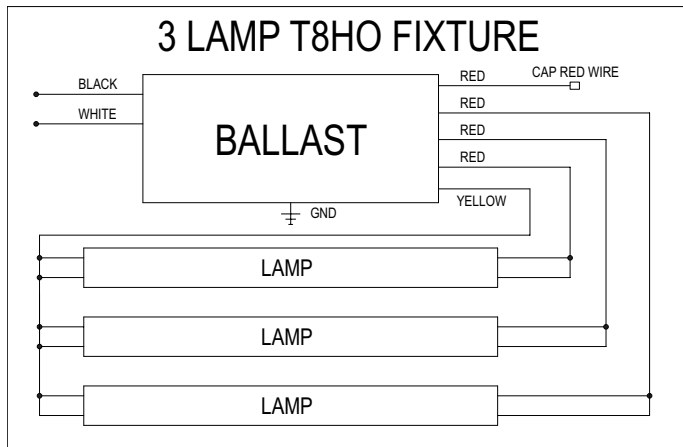 3 LAMP T8HO FIXTURE
BLACK
WHITE
BALLAST
RED
CAP RED WIRE
RED
RED
RED
YELLOW
GND
LAMP
LAMP
LAMP